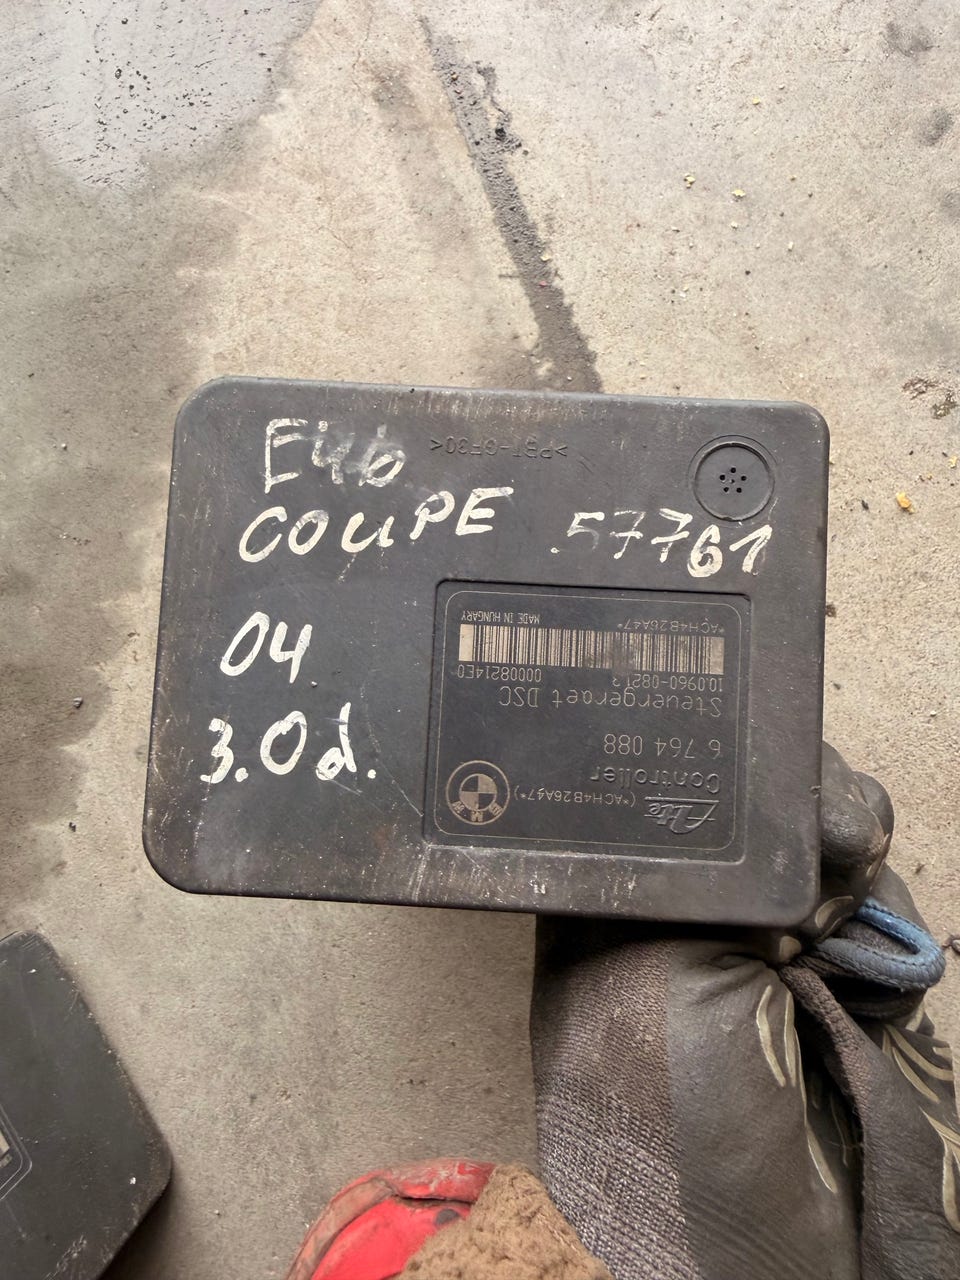 E46
COUPE
57761
04
3.0d.
>PBT-GF30<
Ate
(*ACH4B26A47*)
Controller
BMW
6 764 088
Steuergeraet DSC
10.0960-0821.3 00008214E0
*ACH4B26A47* MADE IN HUNGARY